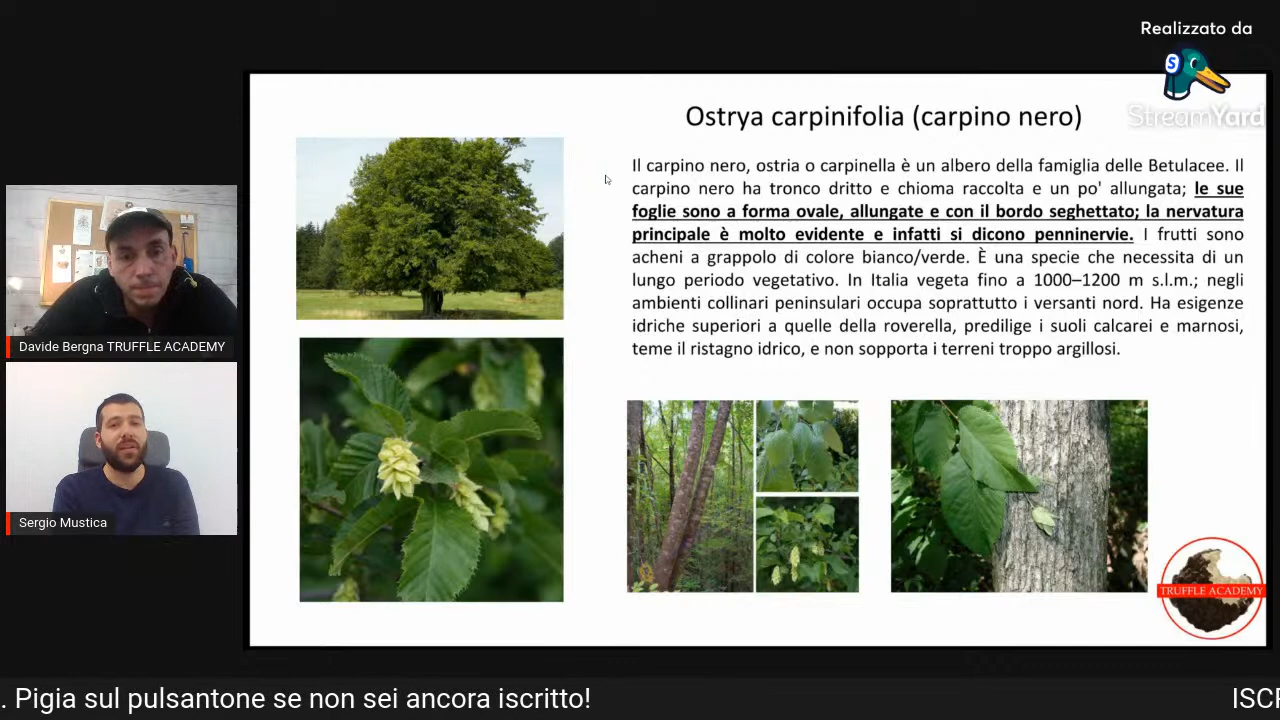 Realizzato da
S
StreamYard
Ostrya carpinifolia (carpino nero)
Il carpino nero, ostria o carpinella è un albero della famiglia delle Betulacee. Il
carpino nero ha tronco dritto e chioma raccolta e un po' allungata; le sue
foglie sono a forma ovale, allungate e con il bordo seghettato; la nervatura
principale è molto evidente e infatti si dicono penninervie. I frutti sono
acheni a grappolo di colore bianco/verde. È una specie che necessita di un
lungo periodo vegetativo. In Italia vegeta fino a 1000–1200 m s.l.m.; negli
ambienti collinari peninsulari occupa soprattutto i versanti nord. Ha esigenze
idriche superiori a quelle della roverella, predilige i suoli calcarei e marnosi,
teme il ristagno idrico, e non sopporta i terreni troppo argillosi.
Davide Bergna TRUFFLE ACADEMY
Sergio Mustica
TRUFFLE ACADEMY
. Pigia sul pulsantone se non sei ancora iscritto!
ISCR